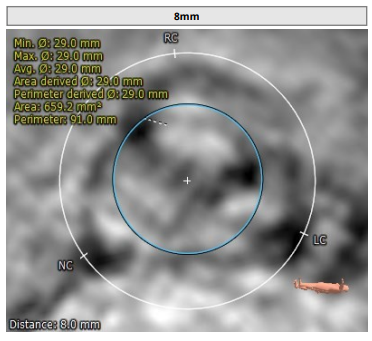 8mm
RC
Min. Ø: 29.0 mm
Max. Ø: 29.0 mm
Avg. Ø: 29.0 mm
Area derived Ø: 29.0 mm
Perimeter derived Ø: 29.0 mm
Area: 659.2 mm²
Perimeter: 91.0 mm
LC
NC
Distance: 8.0 mm